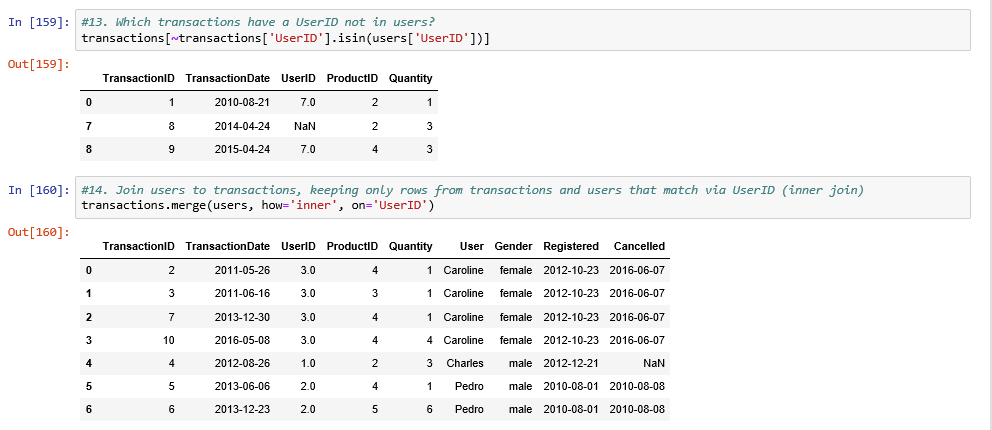 In [159]: #13. Which transactions have a UserID not in users?
transactions[~transactions['UserID'].isin(users['UserID'])]
Out[159]:
TransactionID TransactionDate UserID ProductID Quantity
0 1 2010-08-21 7.0 2 1
7 8 2014-04-24 NaN 2 3
8 9 2015-04-24 7.0 4 3
In [160]: #14. Join users to transactions, keeping only rows from transactions and users that match via UserID (inner join)
transactions.merge(users, how='inner', on='UserID')
Out[160]:
TransactionID TransactionDate UserID ProductID Quantity User Gender Registered Cancelled
0 2 2011-05-26 3.0 4 1 Caroline female 2012-10-23 2016-06-07
1 3 2011-06-16 3.0 3 1 Caroline female 2012-10-23 2016-06-07
2 7 2013-12-30 3.0 4 1 Caroline female 2012-10-23 2016-06-07
3 10 2016-05-08 3.0 4 4 Caroline female 2012-10-23 2016-06-07
4 4 2012-08-26 1.0 2 3 Charles male 2012-12-21 NaN
5 5 2013-06-06 2.0 4 1 Pedro male 2010-08-01 2010-08-08
6 6 2013-12-23 2.0 5 6 Pedro male 2010-08-01 2010-08-08